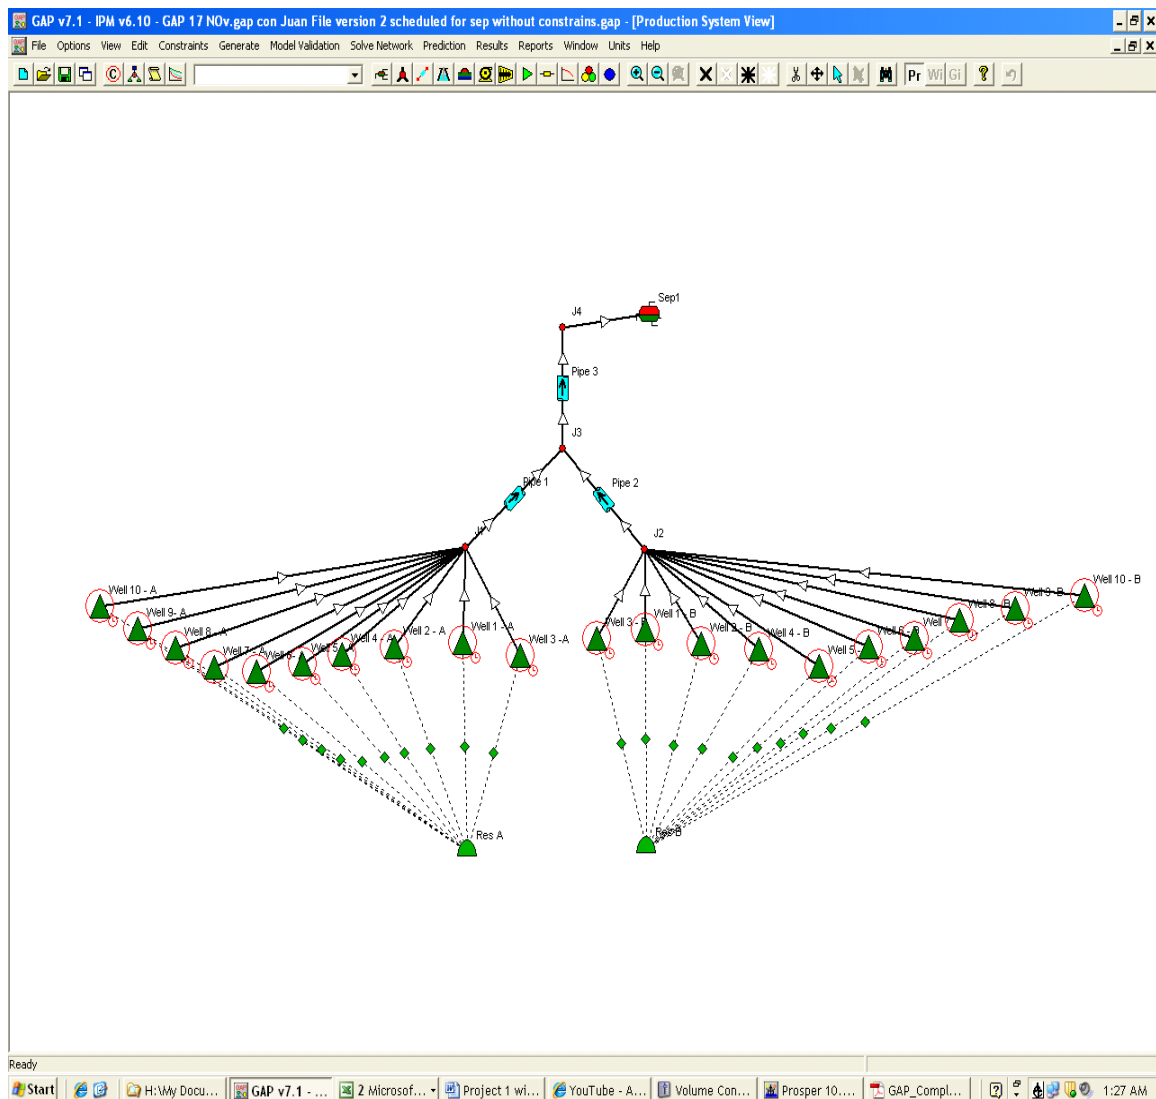 GAP v7.1 - IPM v6.10 - GAP 17 NOv.gap con Juan File version 2 scheduled for sep without constrains.gap - [Production System View]
File Options View Edit Constraints Generate Model Validation Solve Network Prediction Results Reports Window Units Help
Pr Wi Gi
Sep1
J4
Pipe 3
J3
Pipe 1 Pipe 2
J2
Well 10 - A Well 9- A Well 8 - A Well 4 - A Well 2 - A Well 1 - A Well 3 - A
Well 1 - B Well 2 - B Well 4 - B Well 5 - Well 10 - B
Res A
Ready
Start H:\My Docu... GAP v7.1 - ... 2 Microsof... Project 1 wi... YouTube - A... Volume Con... Prosper 10.... GAP_Compl... 1:27 AM